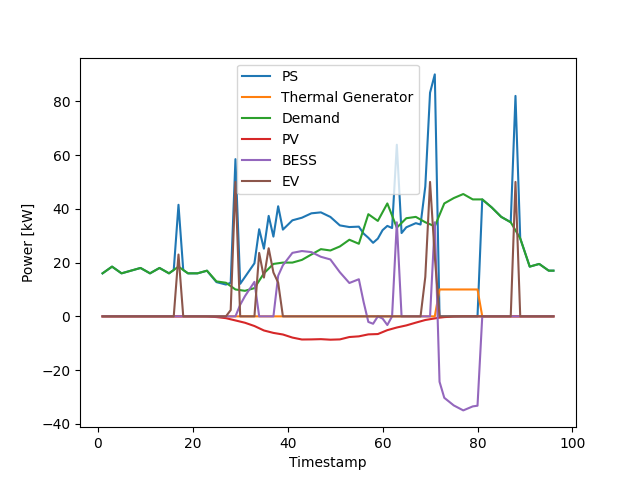 PS
Thermal Generator
Demand
PV
BESS
EV
Power [kW]
80
60
40
20
0
−20
−40
0 20 40 60 80 100
Timestamp